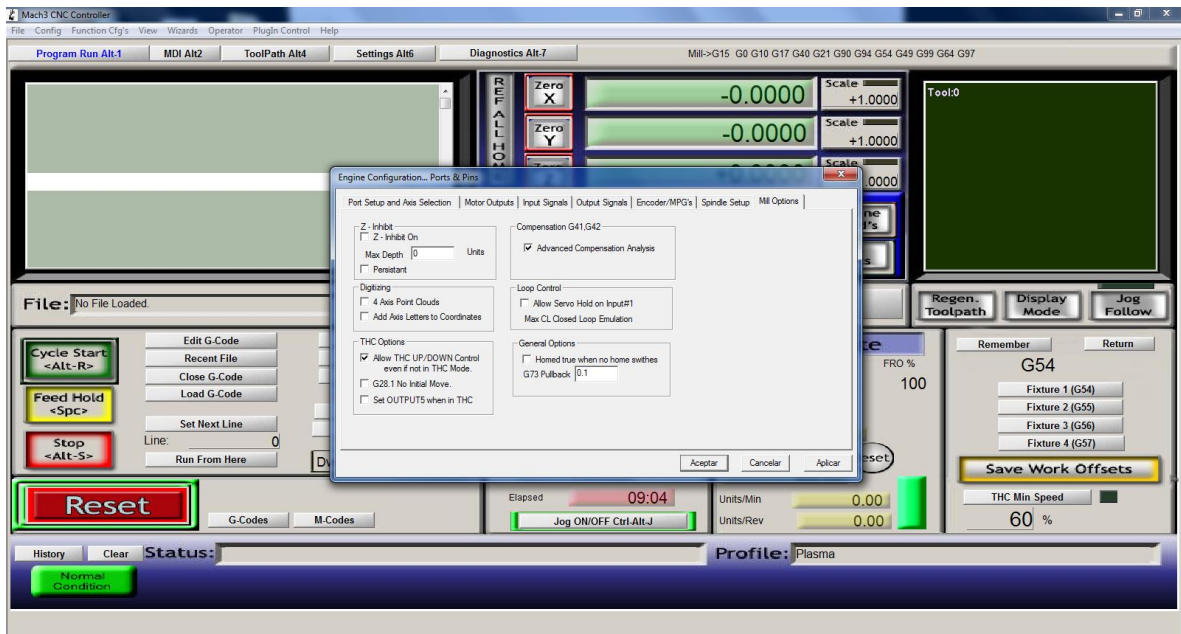 Mach3 CNC Controller
File Config Function Cfg's View Wizards Operator PlugIn Control Help
Program Run Alt-1 MDI Alt2 ToolPath Alt4 Settings Alt6 Diagnostics Alt-7 Mill->G15 G0 G10 G17 G40 G21 G90 G94 G54 G49 G99 G64 G97
REF ALL HOME
Zero X -0.0000 Scale +1.0000
Zero Y -0.0000 Scale +1.0000
Scale
Tool:0
Engine Configuration... Ports & Pins
Port Setup and Axis Selection Motor Outputs Input Signals Output Signals Encoder/MPG's Spindle Setup Mill Options
Z - Inhibit
Z - Inhibit On
Max Depth 0 Units
Persistant
Digitizing
4 Axis Point Clouds
Add Axis Letters to Coordinates
THC Options
Allow THC UP/DOWN Control
even if not in THC Mode.
G28.1 No Initial Move.
Set OUTPUT5 when in THC
Compensation G41,G42
Advanced Compensation Analysis
Loop Control
Allow Servo Hold on Input#1
Max CL Closed Loop Emulation
General Options
Homed true when no home swithes
G73 Pullback 0.1
Aceptar Cancelar Aplicar
File: No File Loaded.
Regen. Toolpath
Display Mode
Jog Follow
Cycle Start
<Alt-R>
Feed Hold
<Spc>
Stop
<Alt-S>
Edit G-Code
Recent File
Close G-Code
Load G-Code
Set Next Line
Line: 0
Run From Here
FRO %
100
Remember Return
G54
Fixture 1 (G54)
Fixture 2 (G55)
Fixture 3 (G56)
Fixture 4 (G57)
Save Work Offsets
THC Min Speed
60 %
Reset
G-Codes M-Codes
Elapsed 09:04
Jog ON/OFF Ctrl-Alt-J
Units/Min 0.00
Units/Rev 0.00
History Clear Status: Profile: Plasma
Normal
Condition